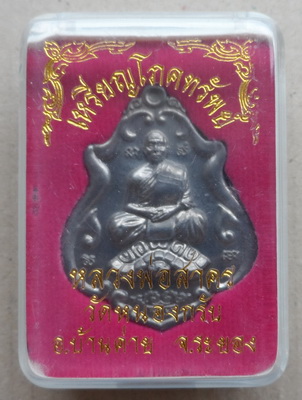 เหรียญโภคทรัพย์
หลวงพ่อสาคร
วัดหนองกรับ
อ.บ้านค่าย จ.ระยอง